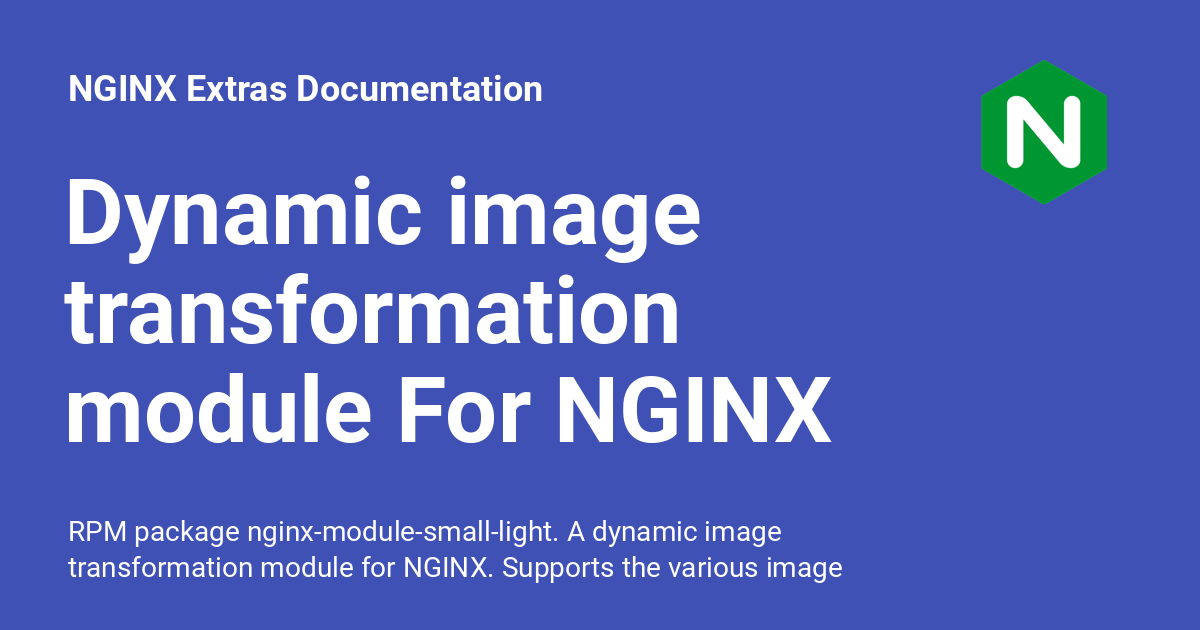 NGINX Extras Documentation
N
Dynamic image
transformation
module For NGINX
RPM package nginx-module-small-light. A dynamic image
transformation module for NGINX. Supports the various image